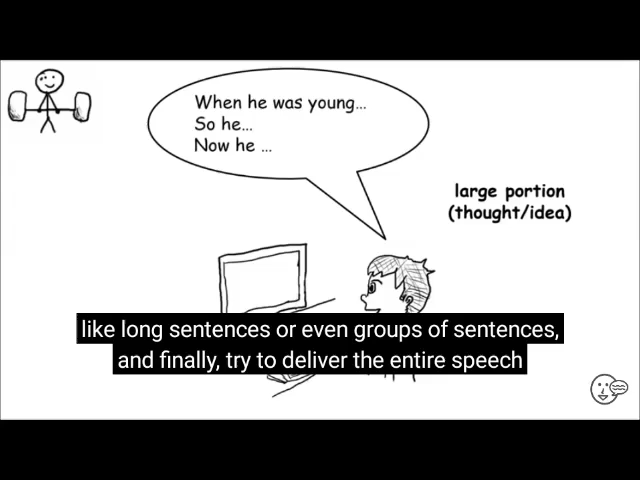 When he was young...
So he...
Now he ...
large portion
(thought/idea)
like long sentences or even groups of sentences,
and finally, try to deliver the entire speech